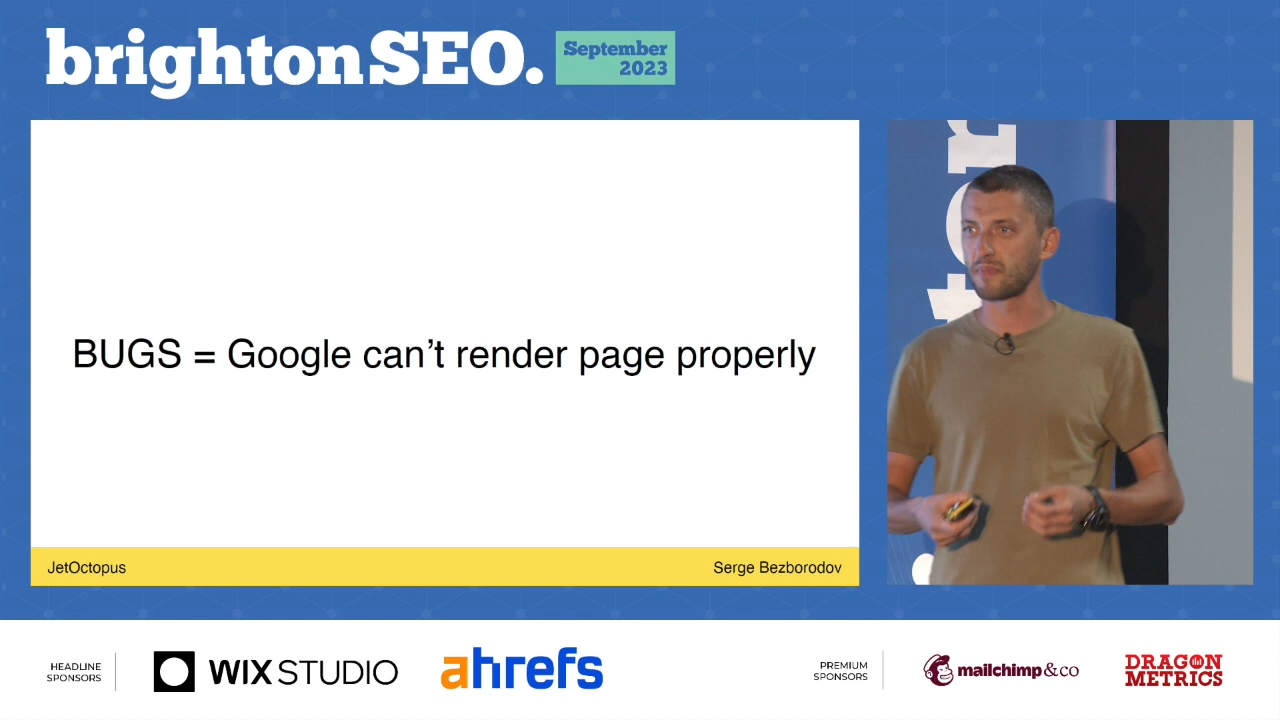 brightonSEO.
September
2023
BUGS = Google can’t render page properly
JetOctopus
Serge Bezborodov
HEADLINE
SPONSORS
WIX STUDIO
ahrefs
PREMIUM
SPONSORS
mailchimp&co
DRAGON
METRICS